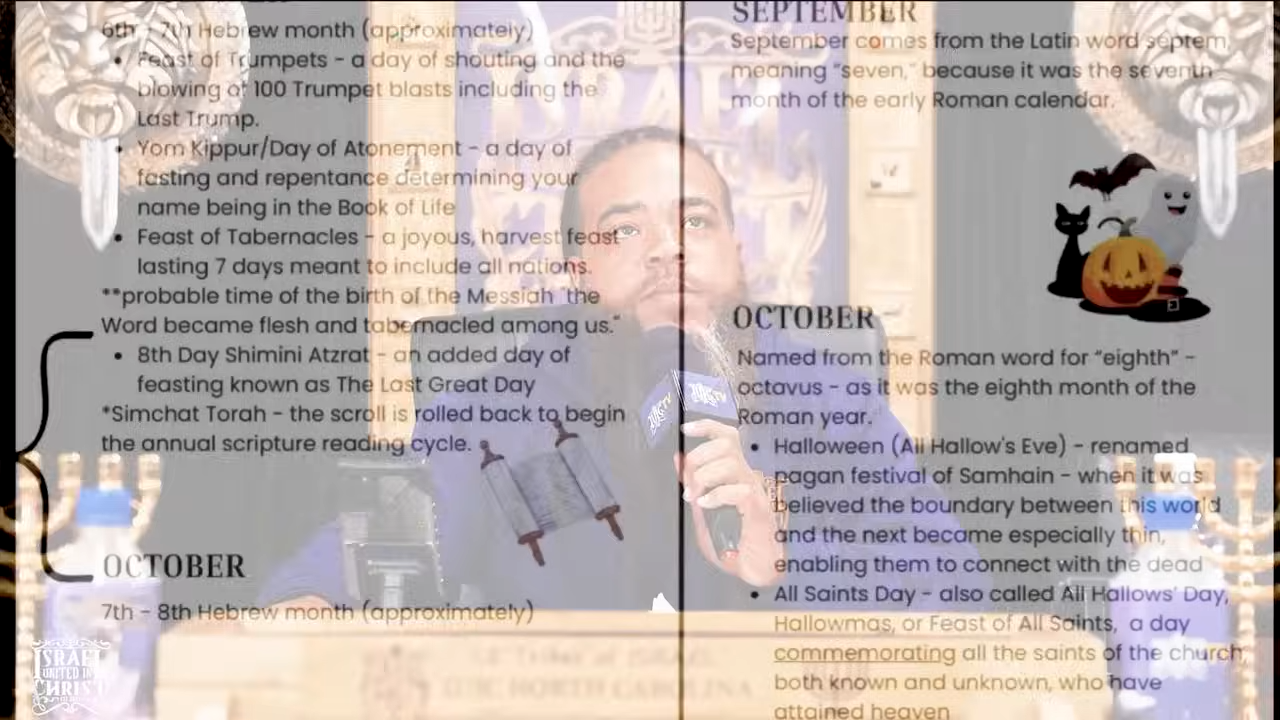 6th - 7th Hebrew month (approximately)
• Feast of Trumpets - a day of shouting and the
blowing of 100 Trumpet blasts including the
Last Trump.
• Yom Kippur/Day of Atonement - a day of
fasting and repentance determining your
name being in the Book of Life
• Feast of Tabernacles - a joyous, harvest feast
lasting 7 days meant to include all nations.
**probable time of the birth of the Messiah "the
Word became flesh and tabernacled among us."
• 8th Day Shimini Atzrat - an added day of
feasting known as The Last Great Day
*Simchat Torah - the scroll is rolled back to begin
the annual scripture reading cycle.
OCTOBER
7th - 8th Hebrew month (approximately)
SEPTEMBER
September comes from the Latin word septem,
meaning "seven," because it was the seventh
month of the early Roman calendar.
OCTOBER
Named from the Roman word for "eighth" -
octavus - as it was the eighth month of the
Roman year.
• Halloween (All Hallow's Eve) - renamed
pagan festival of Samhain - when it was
believed the boundary between this world
and the next became especially thin,
enabling them to connect with the dead
• All Saints Day - also called All Hallows' Day,
Hallowmas, or Feast of All Saints, a day
commemorating all the saints of the church,
both known and unknown, who have
attained heaven
ISRAEL
ISRAEL
UNITED IN
CHRIST
NORTH CAROLINA